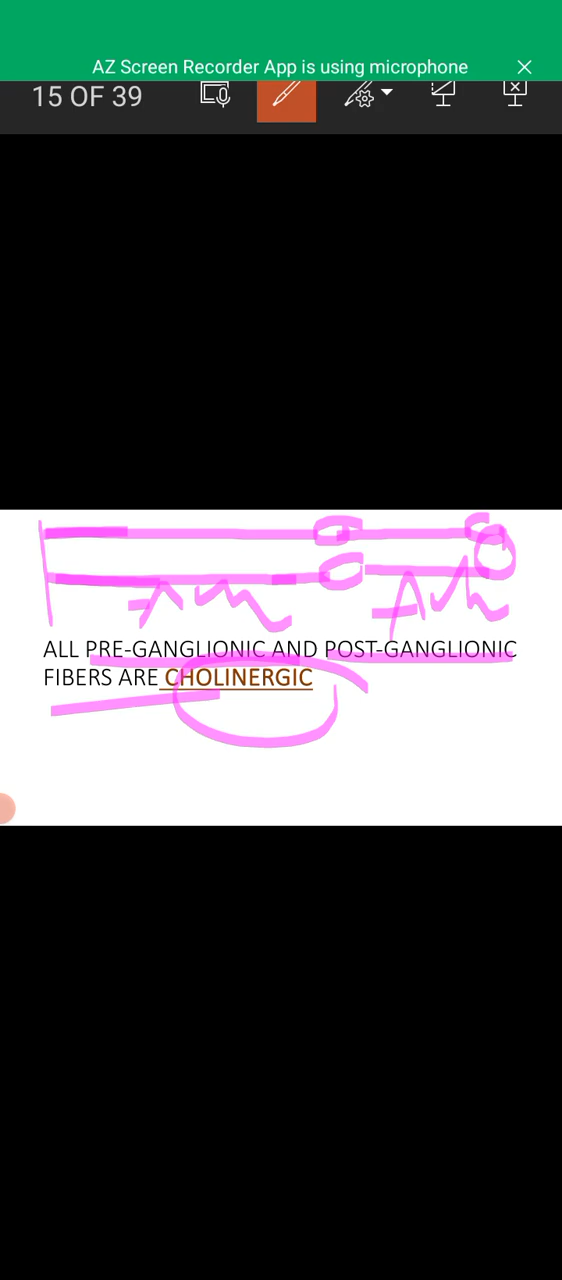 AZ Screen Recorder App is using microphone
15 OF 39
ALL PRE-GANGLIONIC AND POST-GANGLIONIC
FIBERS ARE CHOLINERGIC